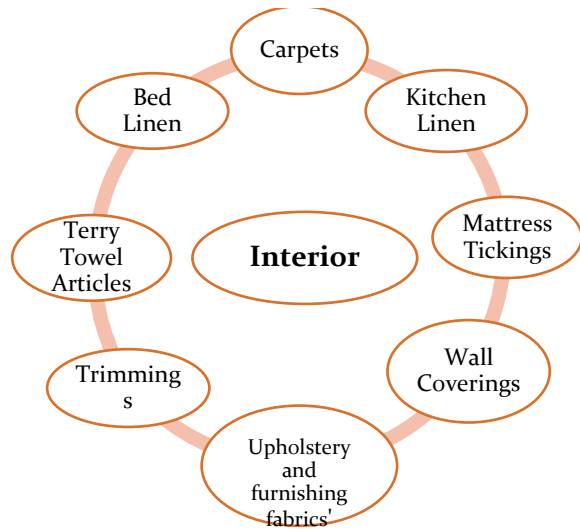 Carpets
Kitchen
Linen
Mattress
Tickings
Wall
Coverings
Upholstery
and
furnishing
fabrics'
Trimming
s
Terry
Towel
Articles
Bed
Linen
Interior